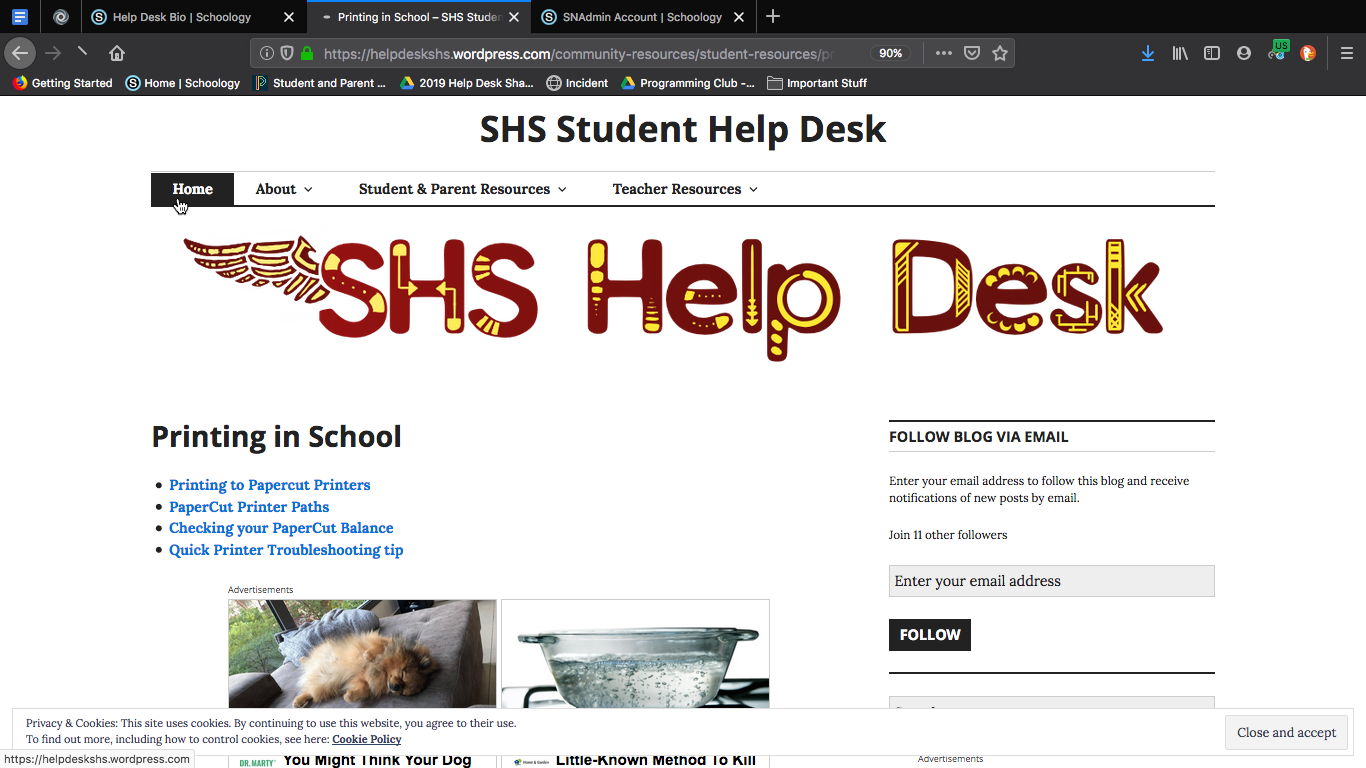 Help Desk Bio | Schoology
Printing in School – SHS Studen
SNAdmin Account | Schoology
https://helpdeskshs.wordpress.com/community-resources/student-resources/pr
90%
US
Getting Started
Home | Schoology
Student and Parent ...
2019 Help Desk Sha...
Incident
Programming Club -...
Important Stuff
SHS Student Help Desk
Home
About
Student & Parent Resources
Teacher Resources
SHS Help Desk
Printing in School
Printing to Papercut Printers
PaperCut Printer Paths
Checking your PaperCut Balance
Quick Printer Troubleshooting tip
Advertisements
FOLLOW BLOG VIA EMAIL
Enter your email address to follow this blog and receive
notifications of new posts by email.
Join 11 other followers
Enter your email address
FOLLOW
Privacy & Cookies: This site uses cookies. By continuing to use this website, you agree to their use.
To find out more, including how to control cookies, see here: Cookie Policy
Close and accept
https://helpdeskshs.wordpress.com
DR. MARTY
You Might Think Your Dog
Home & Garden
Little-Known Method To Kill
Advertisements